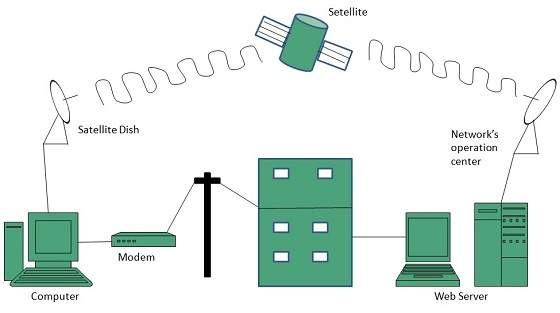 Setellite
Satellite Dish
Network's
operation
center
Modem
Computer
Web Server